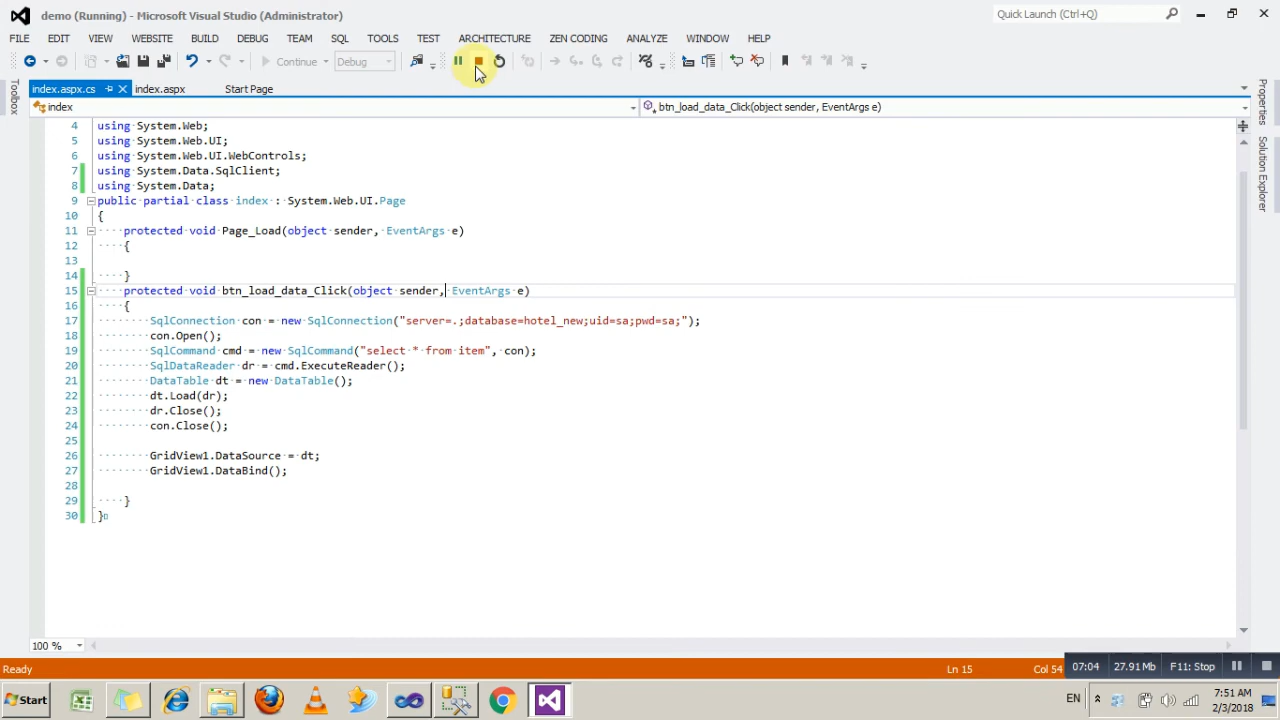 demo (Running) - Microsoft Visual Studio (Administrator)
Quick Launch (Ctrl+Q)
FILE EDIT VIEW WEBSITE BUILD DEBUG TEAM SQL TOOLS TEST ARCHITECTURE ZEN CODING ANALYZE WINDOW HELP
Continue Debug
Toolbox
index.aspx.cs index.aspx Start Page
index btn_load_data_Click(object sender, EventArgs e)
Properties
Solution Explorer
4 using System.Web;
5 using System.Web.UI;
6 using System.Web.UI.WebControls;
7 using System.Data.SqlClient;
8 using System.Data;
9 public partial class index : System.Web.UI.Page
10 {
11 protected void Page_Load(object sender, EventArgs e)
12 {
13
14 }
15 protected void btn_load_data_Click(object sender, EventArgs e)
16 {
17 SqlConnection con = new SqlConnection("server=.;database=hotel_new;uid=sa;pwd=sa;");
18 con.Open();
19 SqlCommand cmd = new SqlCommand("select * from item", con);
20 SqlDataReader dr = cmd.ExecuteReader();
21 DataTable dt = new DataTable();
22 dt.Load(dr);
23 dr.Close();
24 con.Close();
25
26 GridView1.DataSource = dt;
27 GridView1.DataBind();
28
29 }
30 }
100 %
Ready Ln 15 Col 54
07:04 27.91 Mb F11: Stop
Start
EN
7:51 AM
2/3/2018